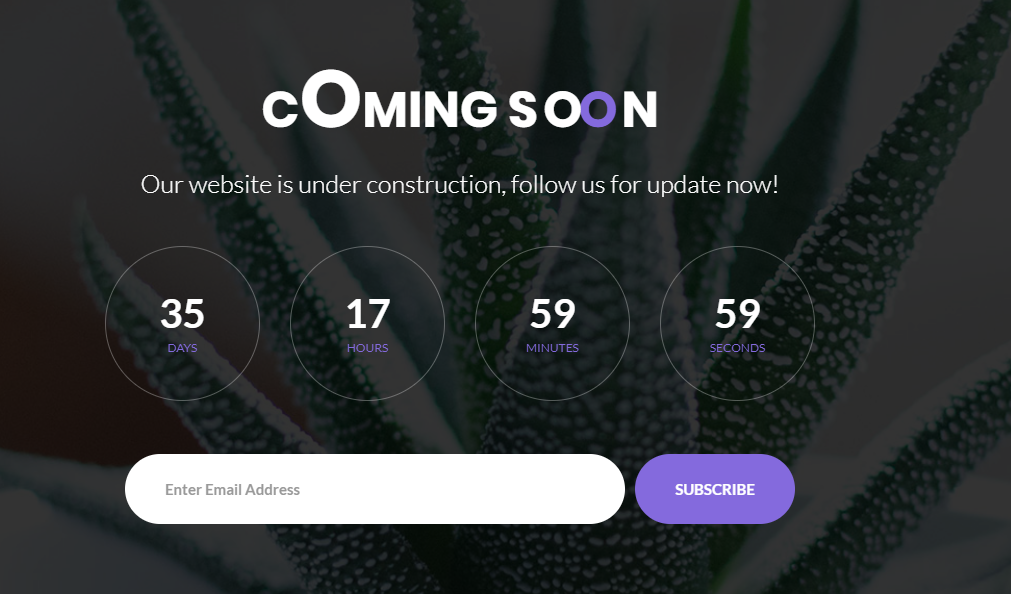 COMING SOON
Our website is under construction, follow us for update now!
35 17 59 59
DAYS HOURS MINUTES SECONDS
Enter Email Address SUBSCRIBE